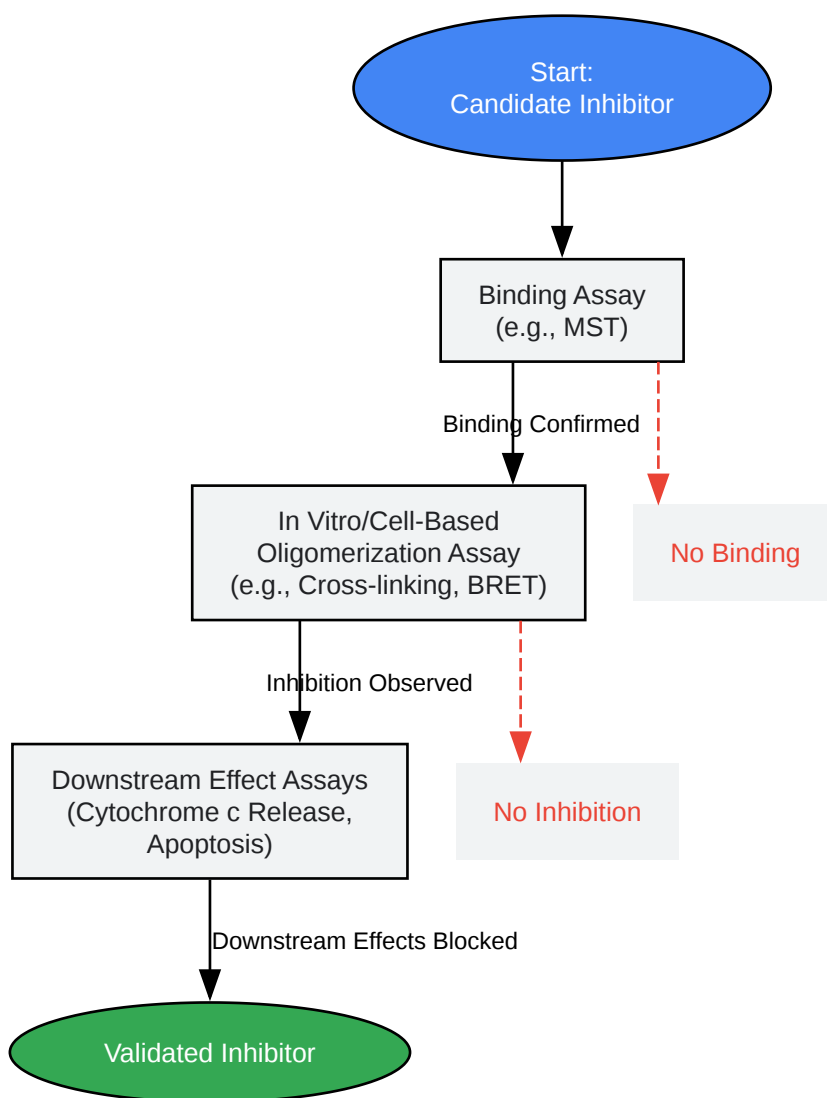 Start:
Candidate Inhibitor
Binding Assay
(e.g., MST)
Binding Confirmed
In Vitro/Cell-Based
Oligomerization Assay
(e.g., Cross-linking, BRET)
No Binding
Inhibition Observed
Downstream Effect Assays
(Cytochrome c Release,
Apoptosis)
No Inhibition
Downstream Effects Blocked
Validated Inhibitor